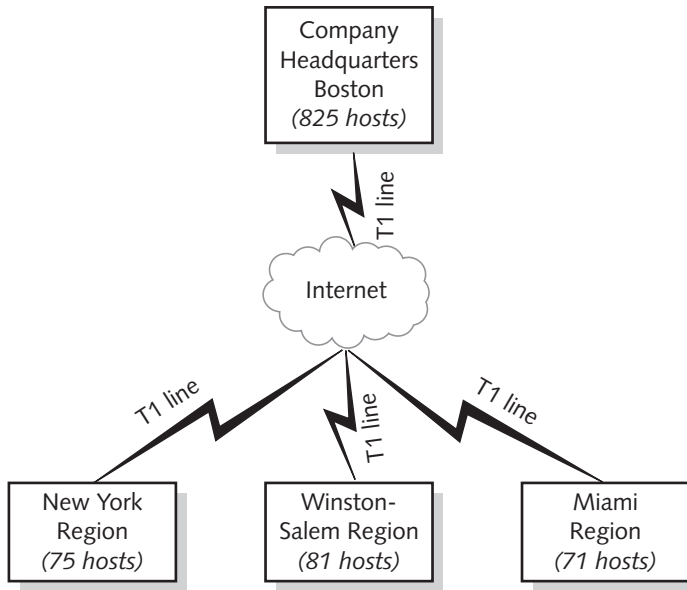 Company
Headquarters
Boston
(825 hosts)
T1 line
Internet
T1 line
T1 line
T1 line
New York
Region
(75 hosts)
Winston-
Salem Region
(81 hosts)
Miami
Region
(71 hosts)